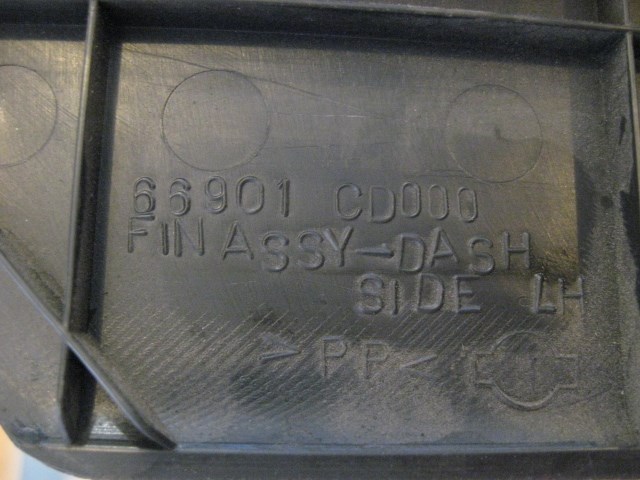 66901 CD000
FIN ASSY-DASH
SIDE LH
>PP<